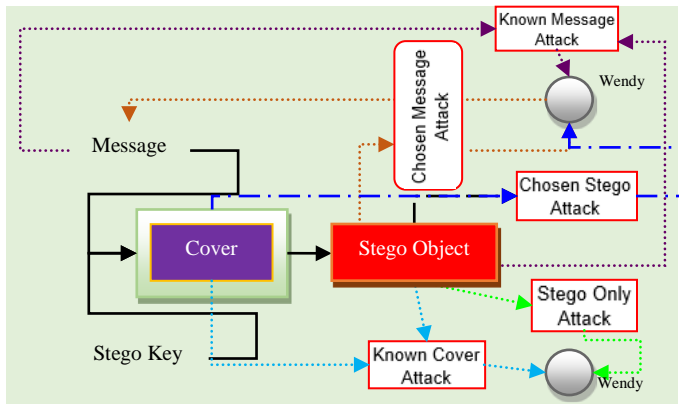 Known Message
Attack
Wendy
Chosen Message
Attack
Message
Chosen Stego
Attack
Cover
Stego Object
Stego Only
Attack
Stego Key
Known Cover
Attack
Wendy